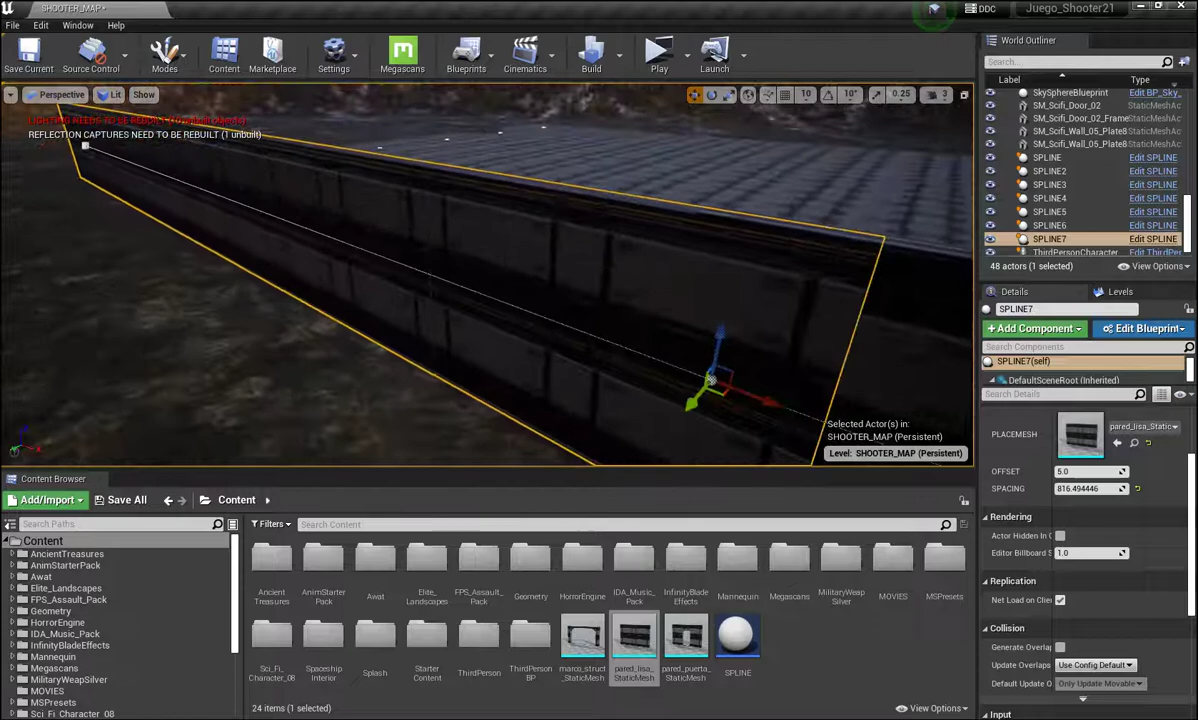 SHOOTER_MAP*
DDC
Juego_Shooter21
File Edit Window Help
Save Current
Source Control
Modes
Content
Marketplace
Settings
Megascans
Blueprints
Cinematics
Build
Play
Launch
Perspective
Lit
Show
10
10°
0.25
3
LIGHTING NEEDS TO BE REBUILT
REFLECTION CAPTURES NEED TO BE REBUILT (1 unbuilt)
Selected Actor(s) in:
SHOOTER_MAP (Persistent)
Level: SHOOTER_MAP (Persistent)
World Outliner
Search...
Label Type
SkySphereBlueprint Edit BP_Sky_
SM_Scifi_Door_02 StaticMeshAc
SM_Scifi_Door_02_Frame StaticMeshAc
SM_Scifi_Wall_05_Plate8 StaticMeshAc
SM_Scifi_Wall_05_Plate8 StaticMeshAc
SPLINE Edit SPLINE
SPLINE2 Edit SPLINE
SPLINE3 Edit SPLINE
SPLINE4 Edit SPLINE
SPLINE5 Edit SPLINE
SPLINE6 Edit SPLINE
SPLINE7 Edit SPLINE
ThirdPersonCharacter Edit ThirdPe
48 actors (1 selected)
View Options
Details
Levels
SPLINE7
+Add Component
Edit Blueprint
Search Components
SPLINE7(self)
DefaultSceneRoot (Inherited)
Search Details
PLACEMESH
pared_lisa_Static
OFFSET 5.0
SPACING 816.494446
Rendering
Actor Hidden In G
Editor Billboard S 1.0
Replication
Net Load on Clie
Collision
Generate Overlap
Update Overlaps Use Config Default
Default Update O Only Update Movable
Input
Content Browser
Add/Import
Save All
Content
Search Paths
Filters
Search Content
Content
AncientTreasures
AnimStarterPack
Awat
Elite_Landscapes
FPS_Assault_Pack
Geometry
HorrorEngine
IDA_Music_Pack
InfinityBladeEffects
Mannequin
Megascans
MilitaryWeapSilver
MOVIES
MSPresets
Sci_Fi_Character_08
Ancient
Treasures
AnimStarter
Pack
Awat
Elite_
Landscapes
FPS_Assault_
Pack
Geometry
HorrorEngine
IDA_Music_
Pack
InfinityBlade
Effects
Mannequin
Megascans
MilitaryWeap
Silver
MOVIES
MSPresets
Sci_Fi_
Character_08
Spaceship
Interior
Splash
Starter
Content
ThirdPerson
ThirdPerson
BP
marco_struct
_StaticMesh
pared_lisa_
StaticMesh
pared_puerta_
StaticMesh
SPLINE
24 items (1 selected)
View Options